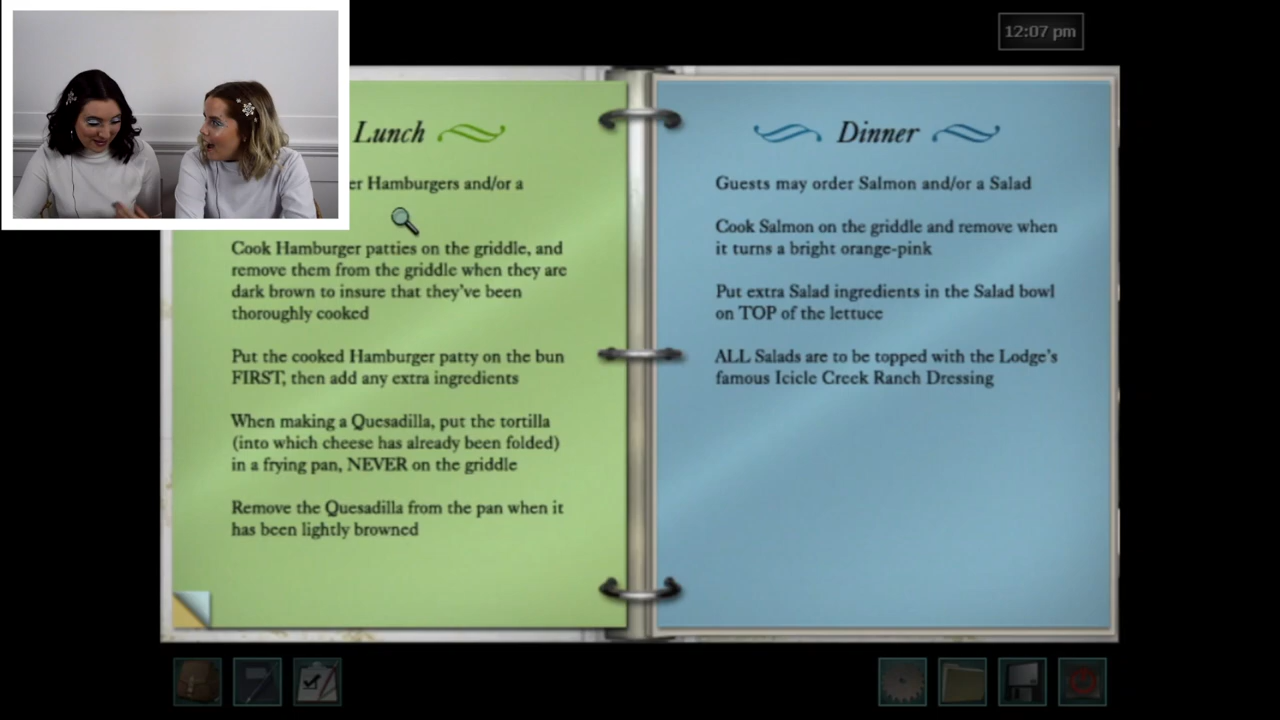 12:07 pm
Lunch
er Hamburgers and/or a
Cook Hamburger patties on the griddle, and
remove them from the griddle when they are
dark brown to insure that they've been
thoroughly cooked
Put the cooked Hamburger patty on the bun
FIRST, then add any extra ingredients
When making a Quesadilla, put the tortilla
(into which cheese has already been folded)
in a frying pan, NEVER on the griddle
Remove the Quesadilla from the pan when it
has been lightly browned
Dinner
Guests may order Salmon and/or a Salad
Cook Salmon on the griddle and remove when
it turns a bright orange-pink
Put extra Salad ingredients in the Salad bowl
on TOP of the lettuce
ALL Salads are to be topped with the Lodge's
famous Icicle Creek Ranch Dressing